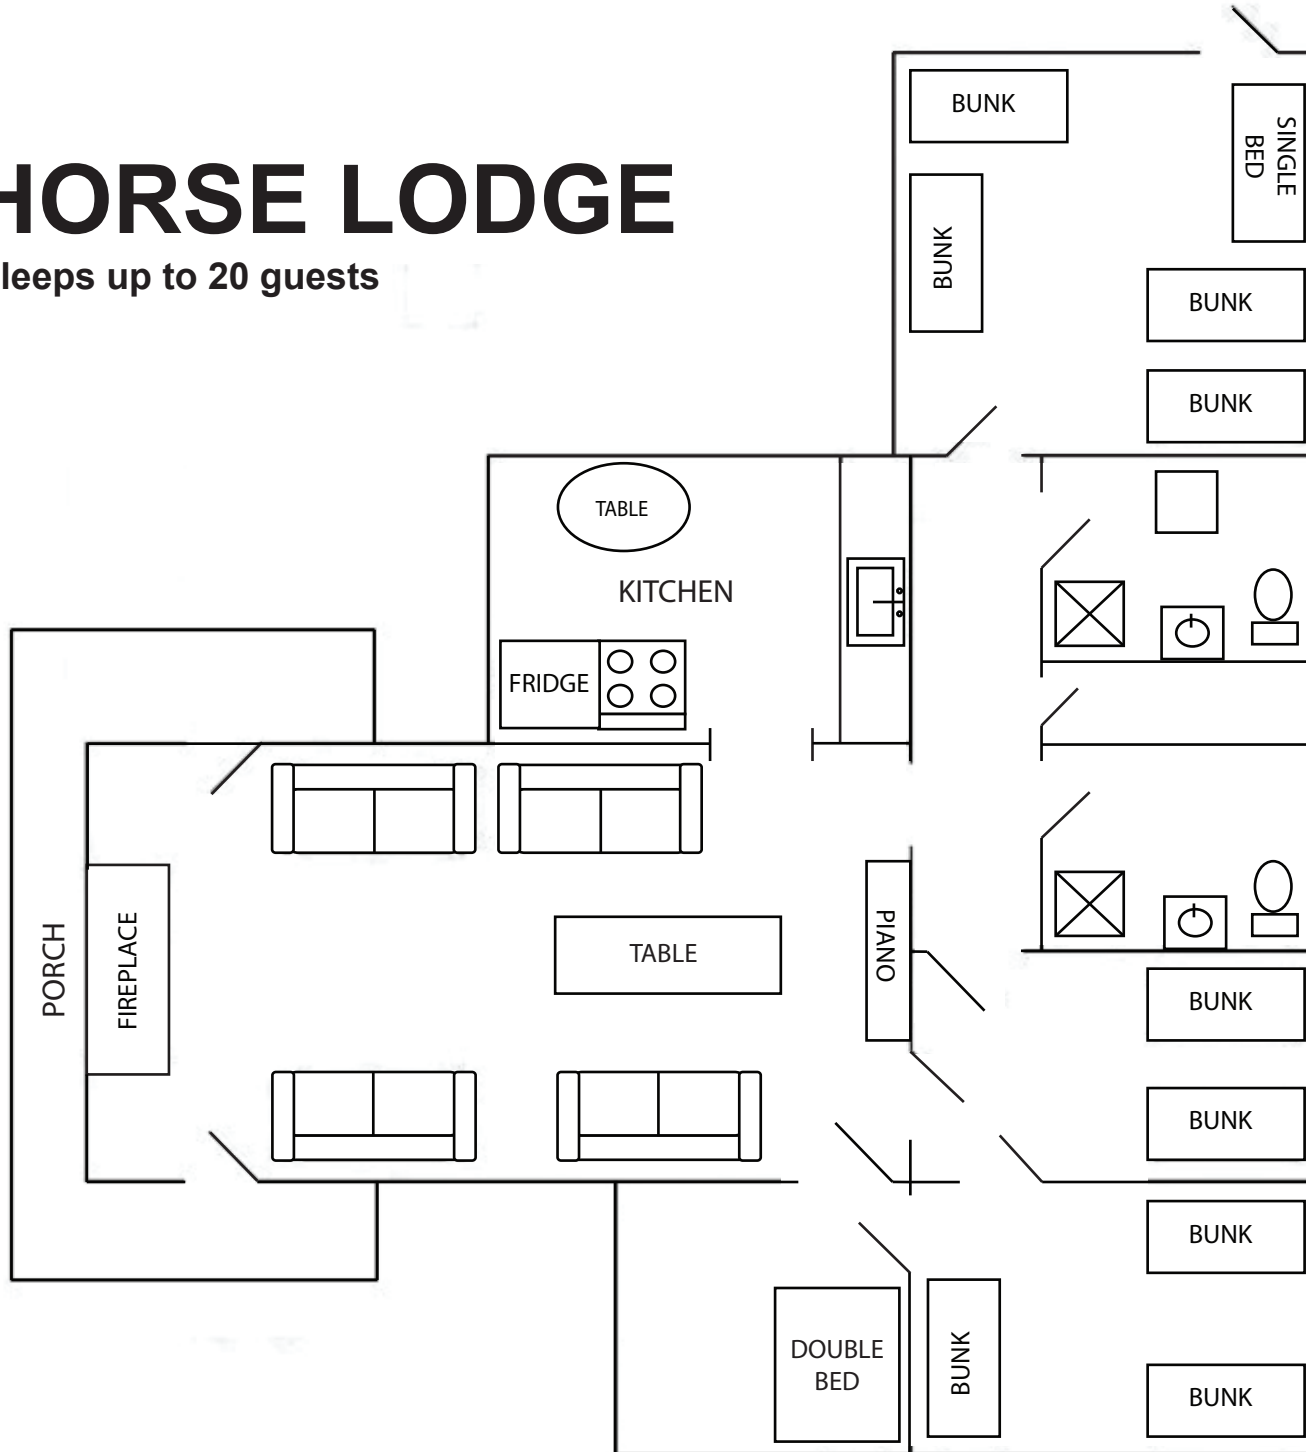 HORSE LODGE
leeps up to 20 guests
BUNK
SINGLE
BED
BUNK
BUNK
BUNK
TABLE
KITCHEN
FRIDGE
PORCH
FIREPLACE
TABLE
PIANO
BUNK
BUNK
BUNK
DOUBLE
BED
BUNK
BUNK